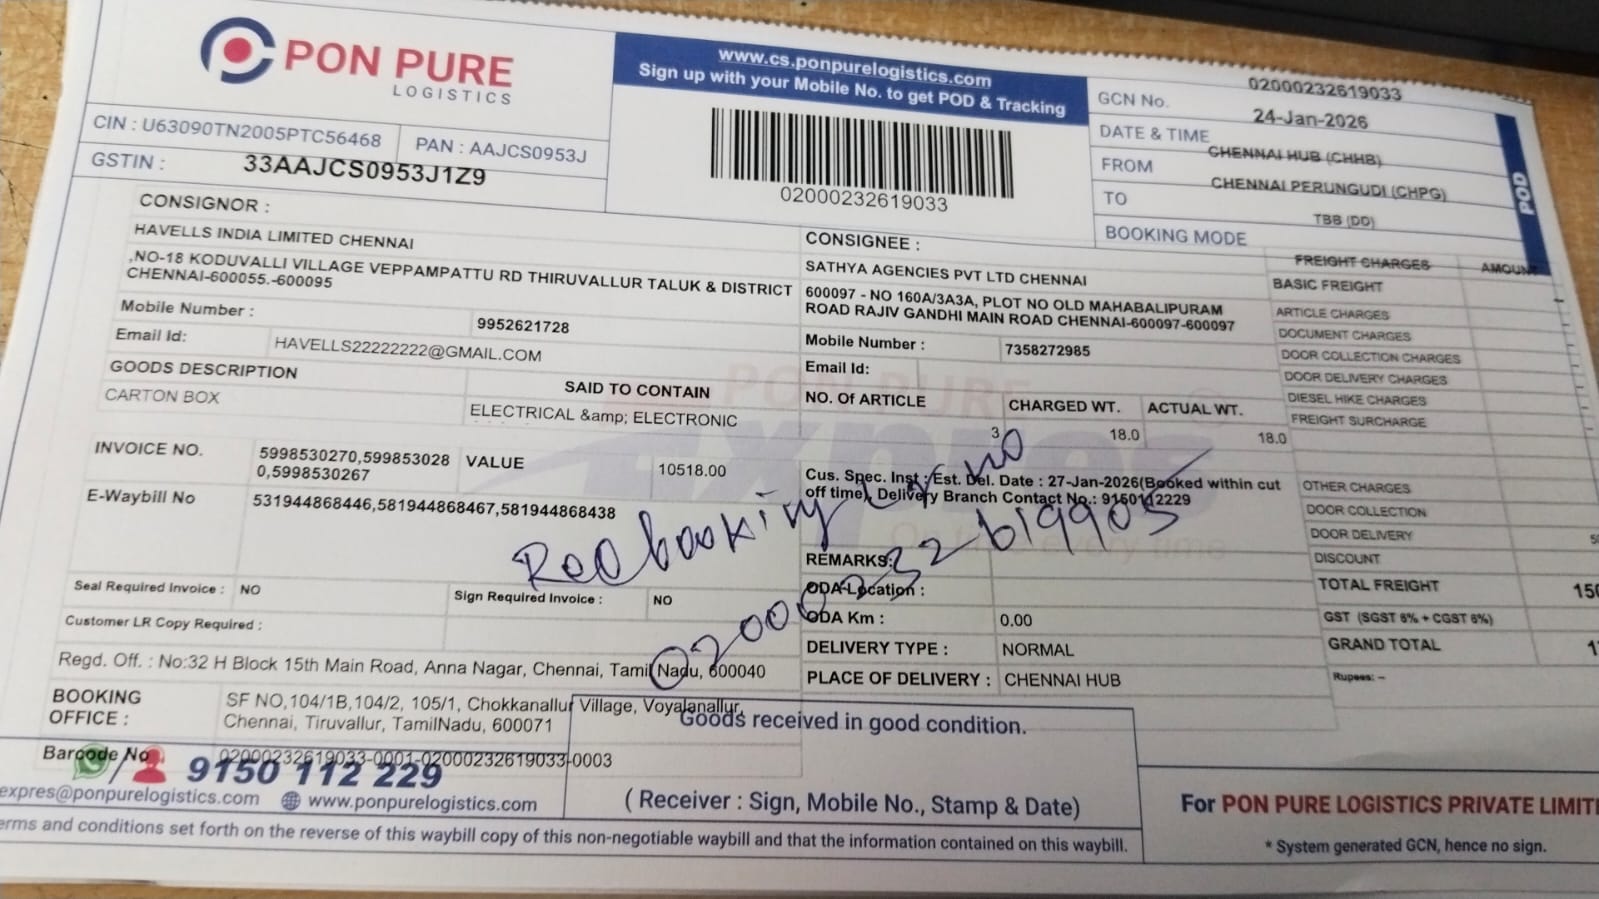 PON PURE
LOGISTICS
CIN : U63090TN2005PTC56468
PAN : AAJCS0953J
GSTIN : 33AAJCS0953J1Z9
www.cs.ponpurelogistics.com
Sign up with your Mobile No. to get POD & Tracking
02000232619033
GCN No. 02000232619033
DATE & TIME 24-Jan-2026
FROM CHENNAI HUB (CHHB)
TO CHENNAI PERUNGUDI (CHPG)
BOOKING MODE TBB (DD)
POD
CONSIGNOR :
HAVELLS INDIA LIMITED CHENNAI
,NO-18 KODUVALLI VILLAGE VEPPAMPATTU RD THIRUVALLUR TALUK & DISTRICT
CHENNAI-600055.-600095
Mobile Number : 9952621728
Email Id: HAVELLS22222222@GMAIL.COM
GOODS DESCRIPTION
SAID TO CONTAIN
CARTON BOX
ELECTRICAL &amp; ELECTRONIC
INVOICE NO.
5998530270,599853028
0,5998530267
VALUE 10518.00
E-Waybill No 531944868446,581944868467,581944868438
Seal Required Invoice : NO
Sign Required Invoice : NO
Customer LR Copy Required :
CONSIGNEE :
SATHYA AGENCIES PVT LTD CHENNAI
600097 - NO 160A/3A3A, PLOT NO OLD MAHABALIPURAM
ROAD RAJIV GANDHI MAIN ROAD CHENNAI-600097-600097
Mobile Number : 7358272985
Email Id:
NO. Of ARTICLE CHARGED WT. ACTUAL WT.
3 18.0 18.0
Cus. Spec. Inst : Est. Del. Date : 27-Jan-2026(Booked within cut
off time), Delivery Branch Contact No.: 9150112229
REMARKS:
ODA-Location :
ODA Km : 0.00
DELIVERY TYPE : NORMAL
PLACE OF DELIVERY : CHENNAI HUB
FREIGHT CHARGES AMOUNT
BASIC FREIGHT
ARTICLE CHARGES
DOCUMENT CHARGES
DOOR COLLECTION CHARGES
DOOR DELIVERY CHARGES
DIESEL HIKE CHARGES
FREIGHT SURCHARGE
OTHER CHARGES
DOOR COLLECTION
DOOR DELIVERY
DISCOUNT
TOTAL FREIGHT
GST (SGST 6% + CGST 6%)
GRAND TOTAL
Rupees: –
booking
no
02000232619905
Regd. Off. : No:32 H Block 15th Main Road, Anna Nagar, Chennai, Tamil Nadu, 600040
BOOKING
OFFICE :
SF NO,104/1B,104/2, 105/1, Chokkanallur Village, Voyalanallur,
Chennai, Tiruvallur, TamilNadu, 600071
Barcode No 02000232619033-0001-02000232619033-0003
9150 112 229
expres@ponpurelogistics.com www.ponpurelogistics.com
Goods received in good condition.
( Receiver : Sign, Mobile No., Stamp & Date)
terms and conditions set forth on the reverse of this waybill copy of this non-negotiable waybill and that the information contained on this waybill.
For PON PURE LOGISTICS PRIVATE LIMITE
* System generated GCN, hence no sign.